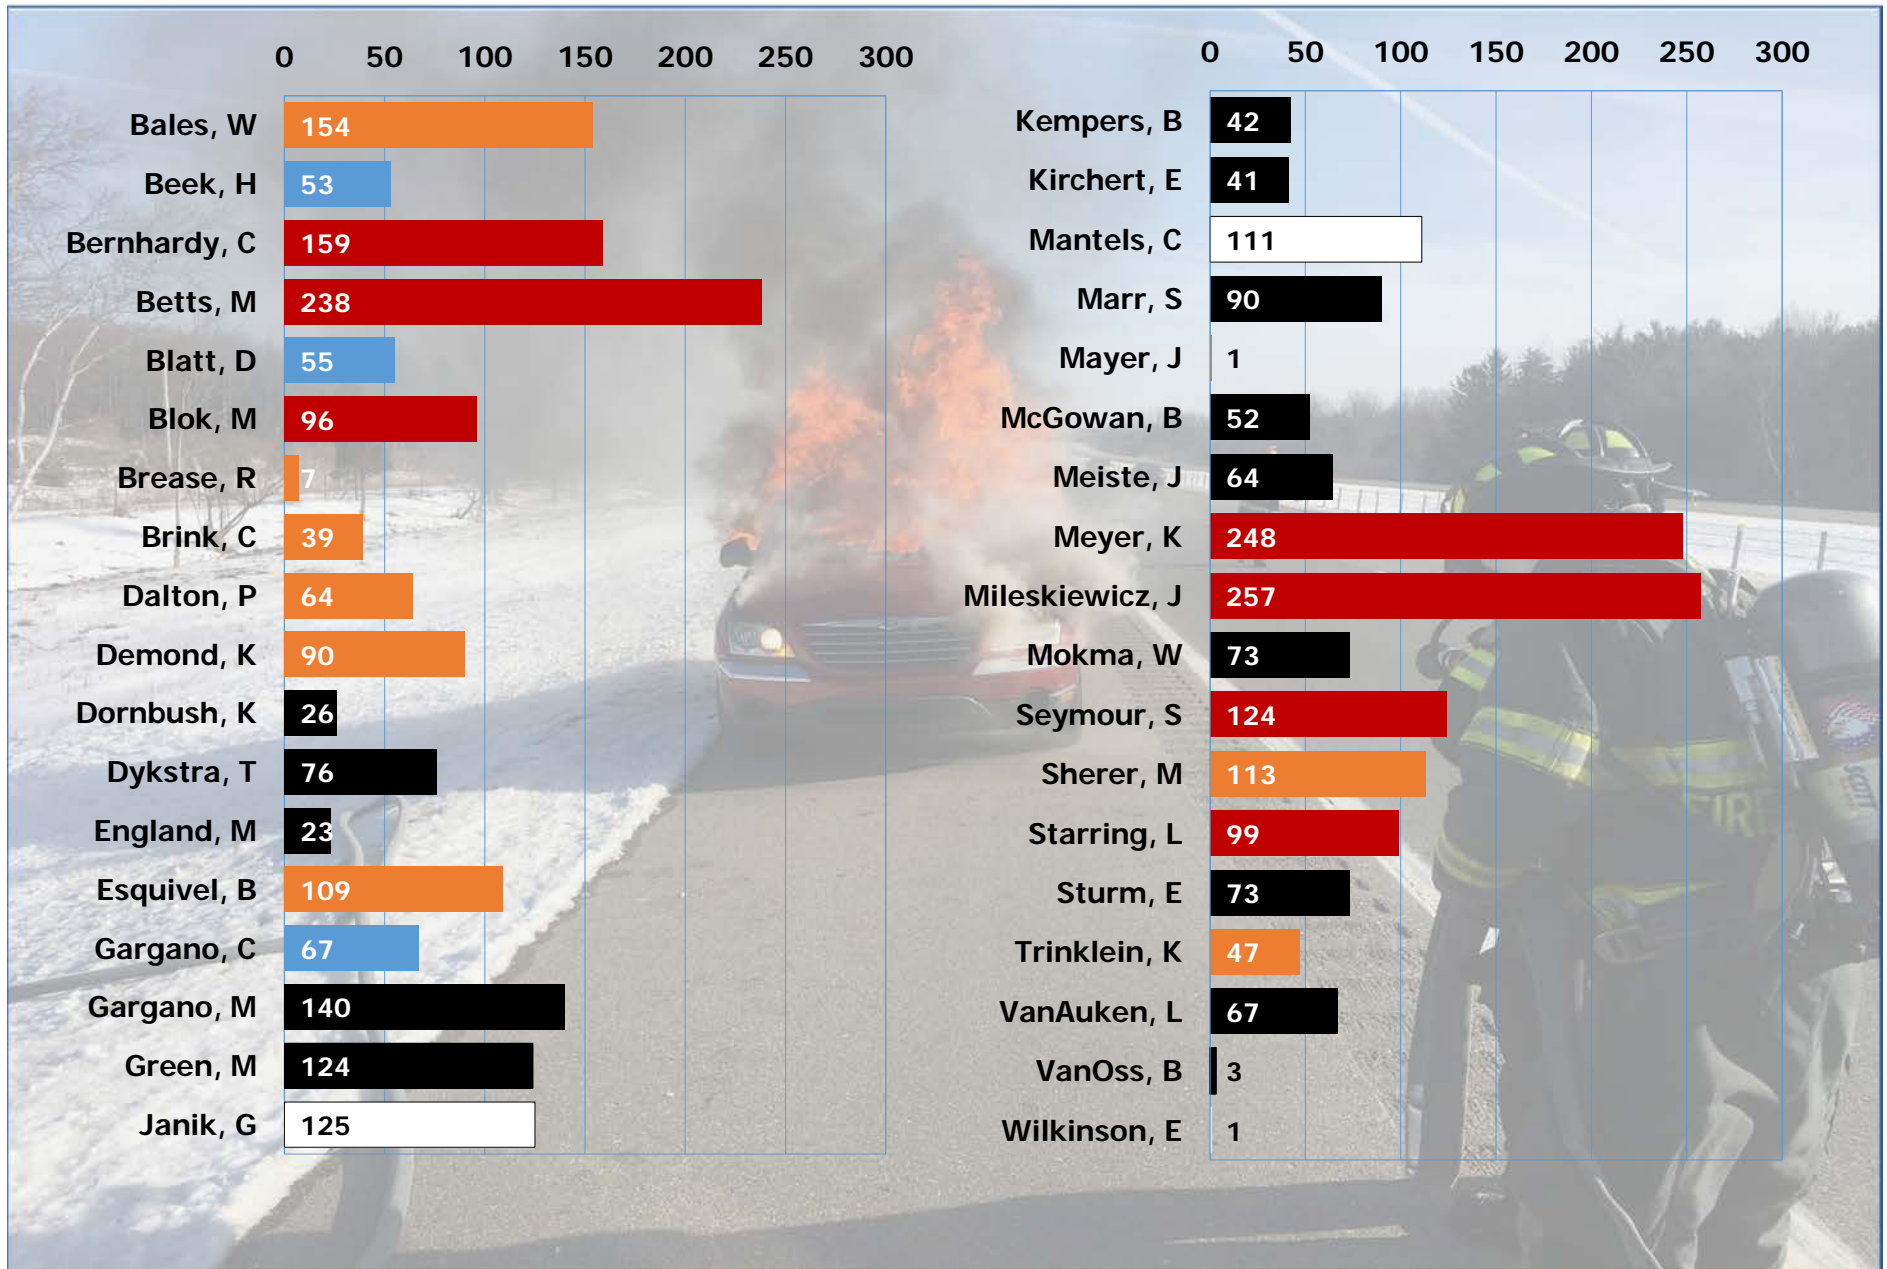 0 50 100 150 200 250 300
Bales, W 154
Beek, H 53
Bernhardy, C 159
Betts, M 238
Blatt, D 55
Blok, M 96
Brease, R 7
Brink, C 39
Dalton, P 64
Demond, K 90
Dornbush, K 26
Dykstra, T 76
England, M 23
Esquivel, B 109
Gargano, C 67
Gargano, M 140
Green, M 124
Janik, G 125
0 50 100 150 200 250 300
Kempers, B 42
Kirchert, E 41
Mantels, C 111
Marr, S 90
Mayer, J 1
McGowan, B 52
Meiste, J 64
Meyer, K 248
Mileskiewicz, J 257
Mokma, W 73
Seymour, S 124
Sherer, M 113
Starring, L 99
Sturm, E 73
Trinklein, K 47
VanAuken, L 67
VanOss, B 3
Wilkinson, E 1
FIRE
SCOTT